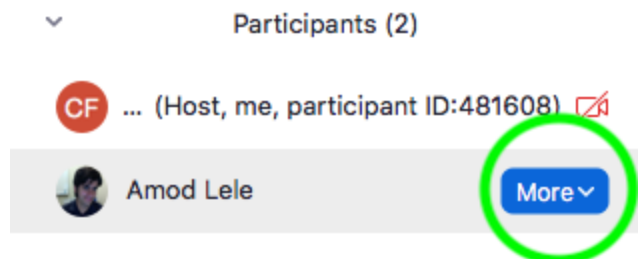 Participants (2)
CF ... (Host, me, participant ID:481608)
Amod Lele More